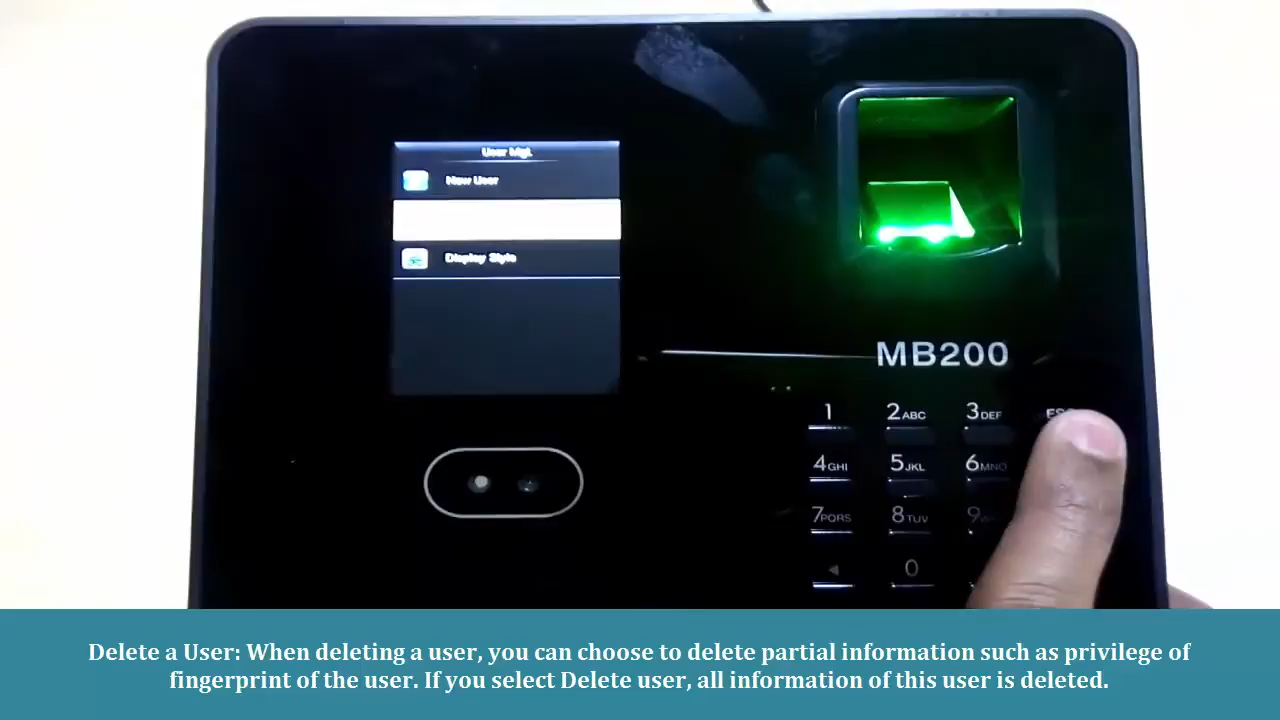 User Mgt.
New User
Display Style
MB200
1 2ABC 3DEF ESC
4GHI 5JKL 6MNO
7PQRS 8TUV 9W
◄ 0
Delete a User: When deleting a user, you can choose to delete partial information such as privilege of
fingerprint of the user. If you select Delete user, all information of this user is deleted.